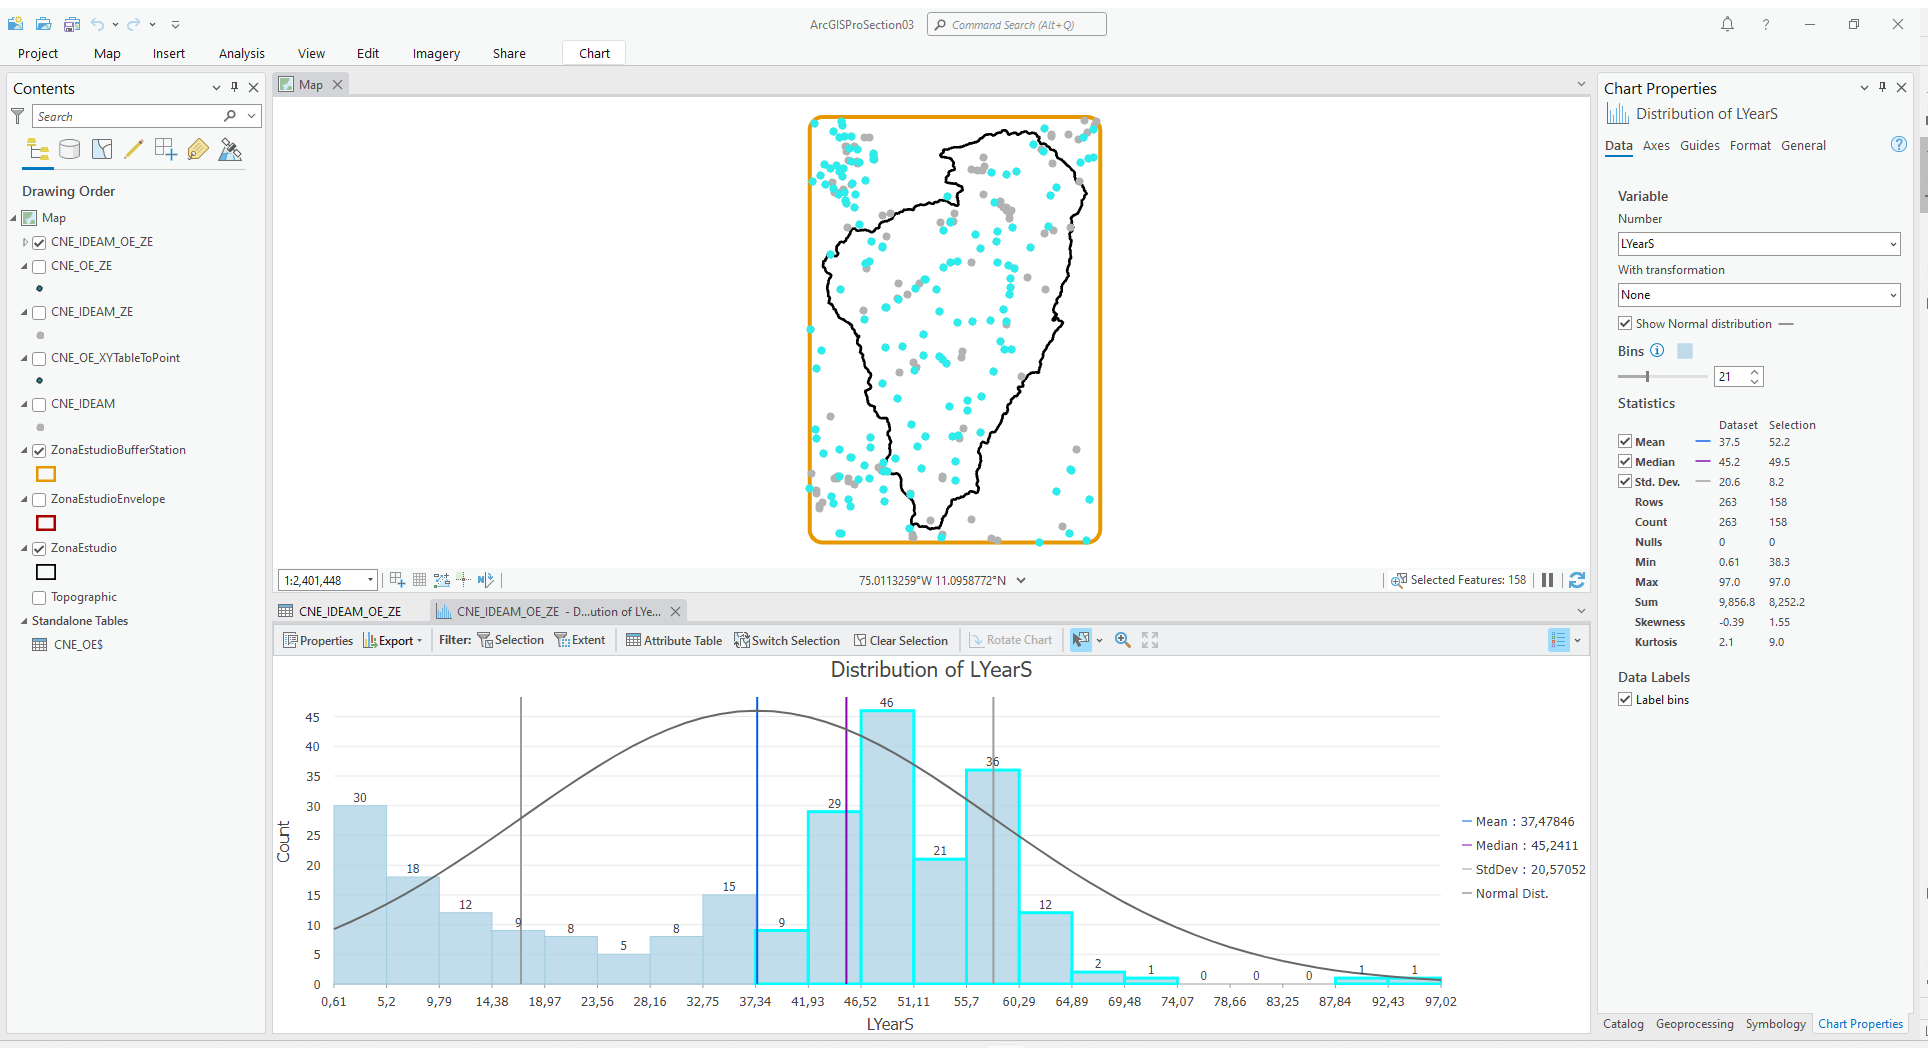 ArcGISProSection03
Command Search (Alt+Q)
Project Map Insert Analysis View Edit Imagery Share Chart
Contents
Search
Drawing Order
Map
CNE_IDEAM_OE_ZE
CNE_OE_ZE
CNE_IDEAM_ZE
CNE_OE_XYTableToPoint
CNE_IDEAM
ZonaEstudioBufferStation
ZonaEstudioEnvelope
ZonaEstudio
Topographic
Standalone Tables
CNE_OE$
Map
1:2,401,448
N
75.0113259°W 11.0958772°N
Selected Features: 158
CNE_IDEAM_OE_ZE
CNE_IDEAM_OE_ZE - D...ution of LYe...
Properties Export Filter: Selection Extent Attribute Table Switch Selection Clear Selection Rotate Chart
Distribution of LYearS
Count
45
40
35
30
25
20
15
10
5
0
30 18 12 9 8 5 8 15 9 29 46 21 36 12 2 1 0 0 0 1 1
0,61 5,2 9,79 14,38 18,97 23,56 28,16 32,75 37,34 41,93 46,52 51,11 55,7 60,29 64,89 69,48 74,07 78,66 83,25 87,84 92,43 97,02
LYearS
Mean : 37,47846
Median : 45,2411
StdDev : 20,57052
Normal Dist.
Chart Properties
Distribution of LYearS
Data Axes Guides Format General
Variable
Number
LYearS
With transformation
None
Show Normal distribution
Bins
21
Statistics
Dataset Selection
Mean 37.5 52.2
Median 45.2 49.5
Std. Dev. 20.6 8.2
Rows 263 158
Count 263 158
Nulls 0 0
Min 0.61 38.3
Max 97.0 97.0
Sum 9,856.8 8,252.2
Skewness -0.39 1.55
Kurtosis 2.1 9.0
Data Labels
Label bins
Catalog Geoprocessing Symbology Chart Properties